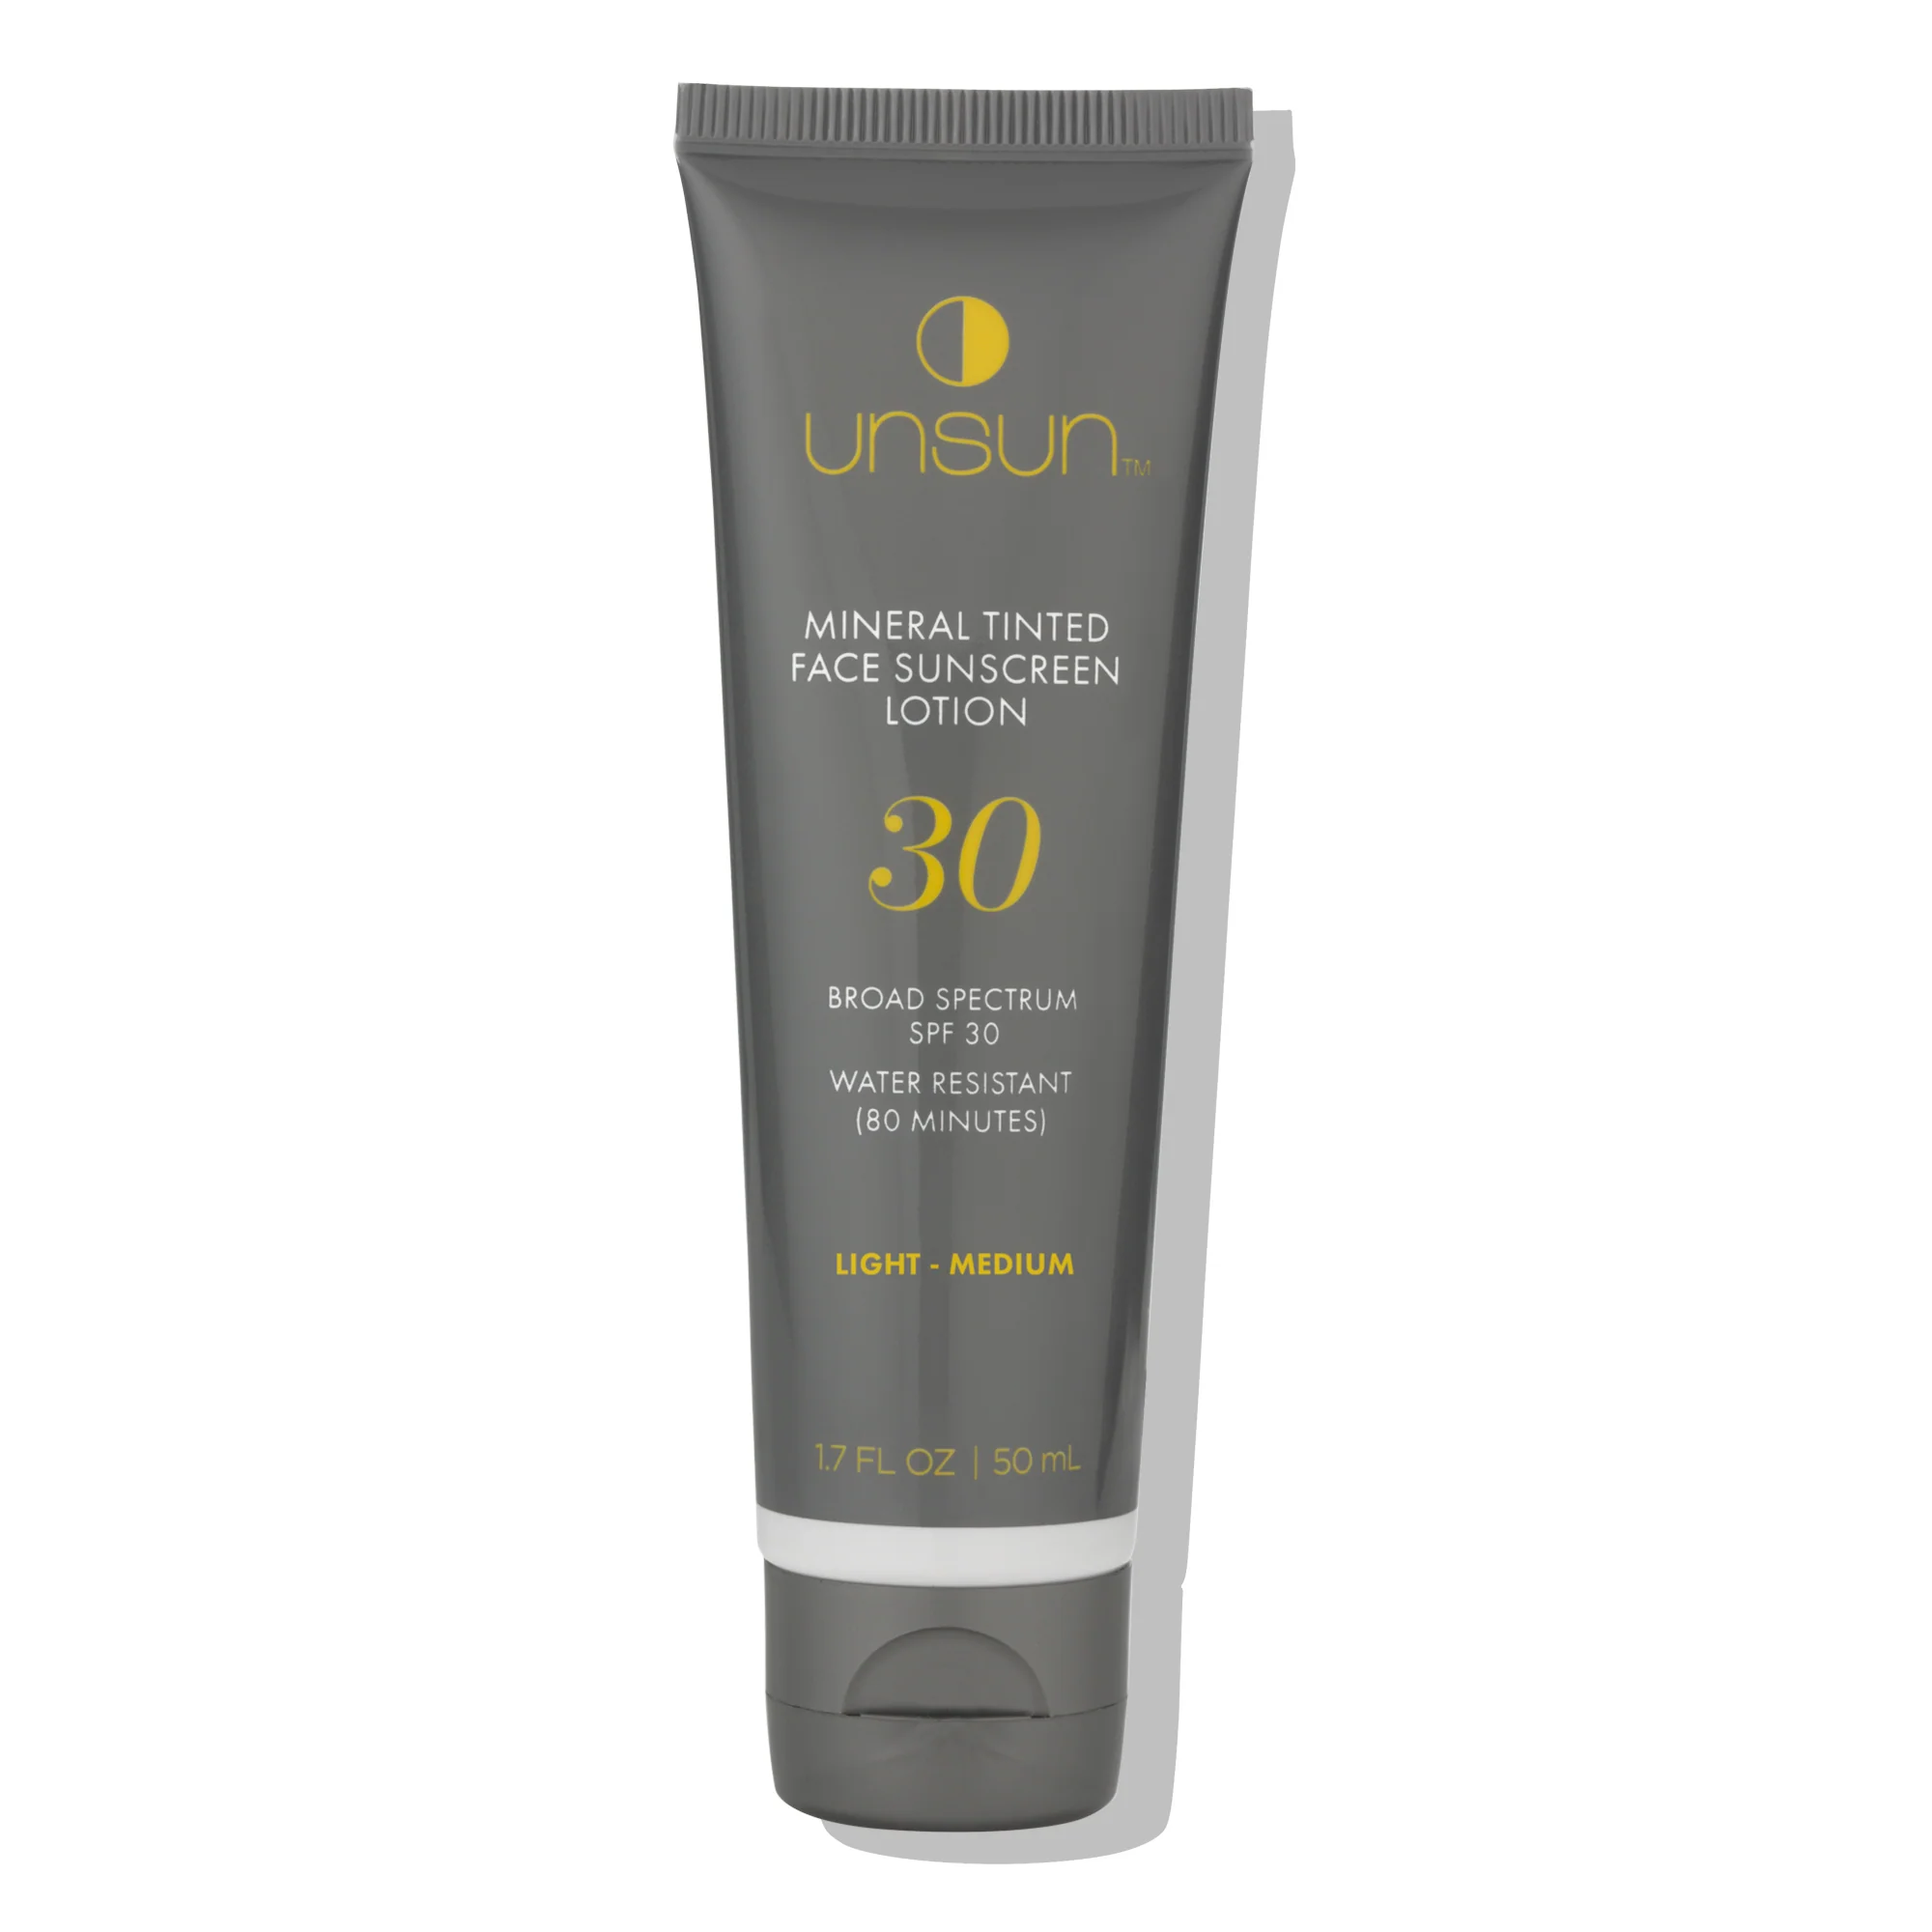 unsun™
MINERAL TINTED
FACE SUNSCREEN
LOTION
30
BROAD SPECTRUM
SPF 30
WATER RESISTANT
(80 MINUTES)
LIGHT - MEDIUM
1.7 FL OZ | 50 mL